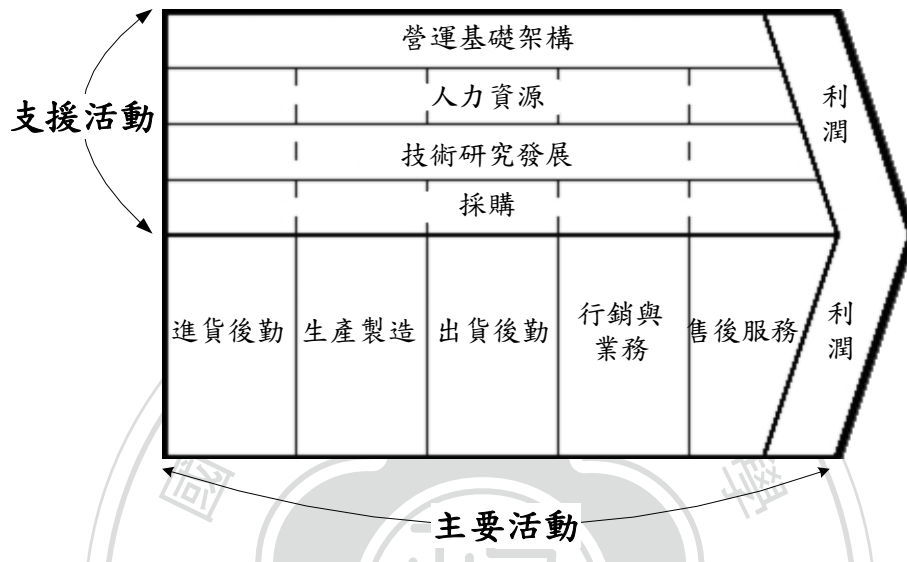 營運基礎架構
人力資源
支援活動
技術研究發展
採購
利
潤
進貨後勤
生產製造
出貨後勤
行銷與
業務
售後服務
利
潤
主要活動
學